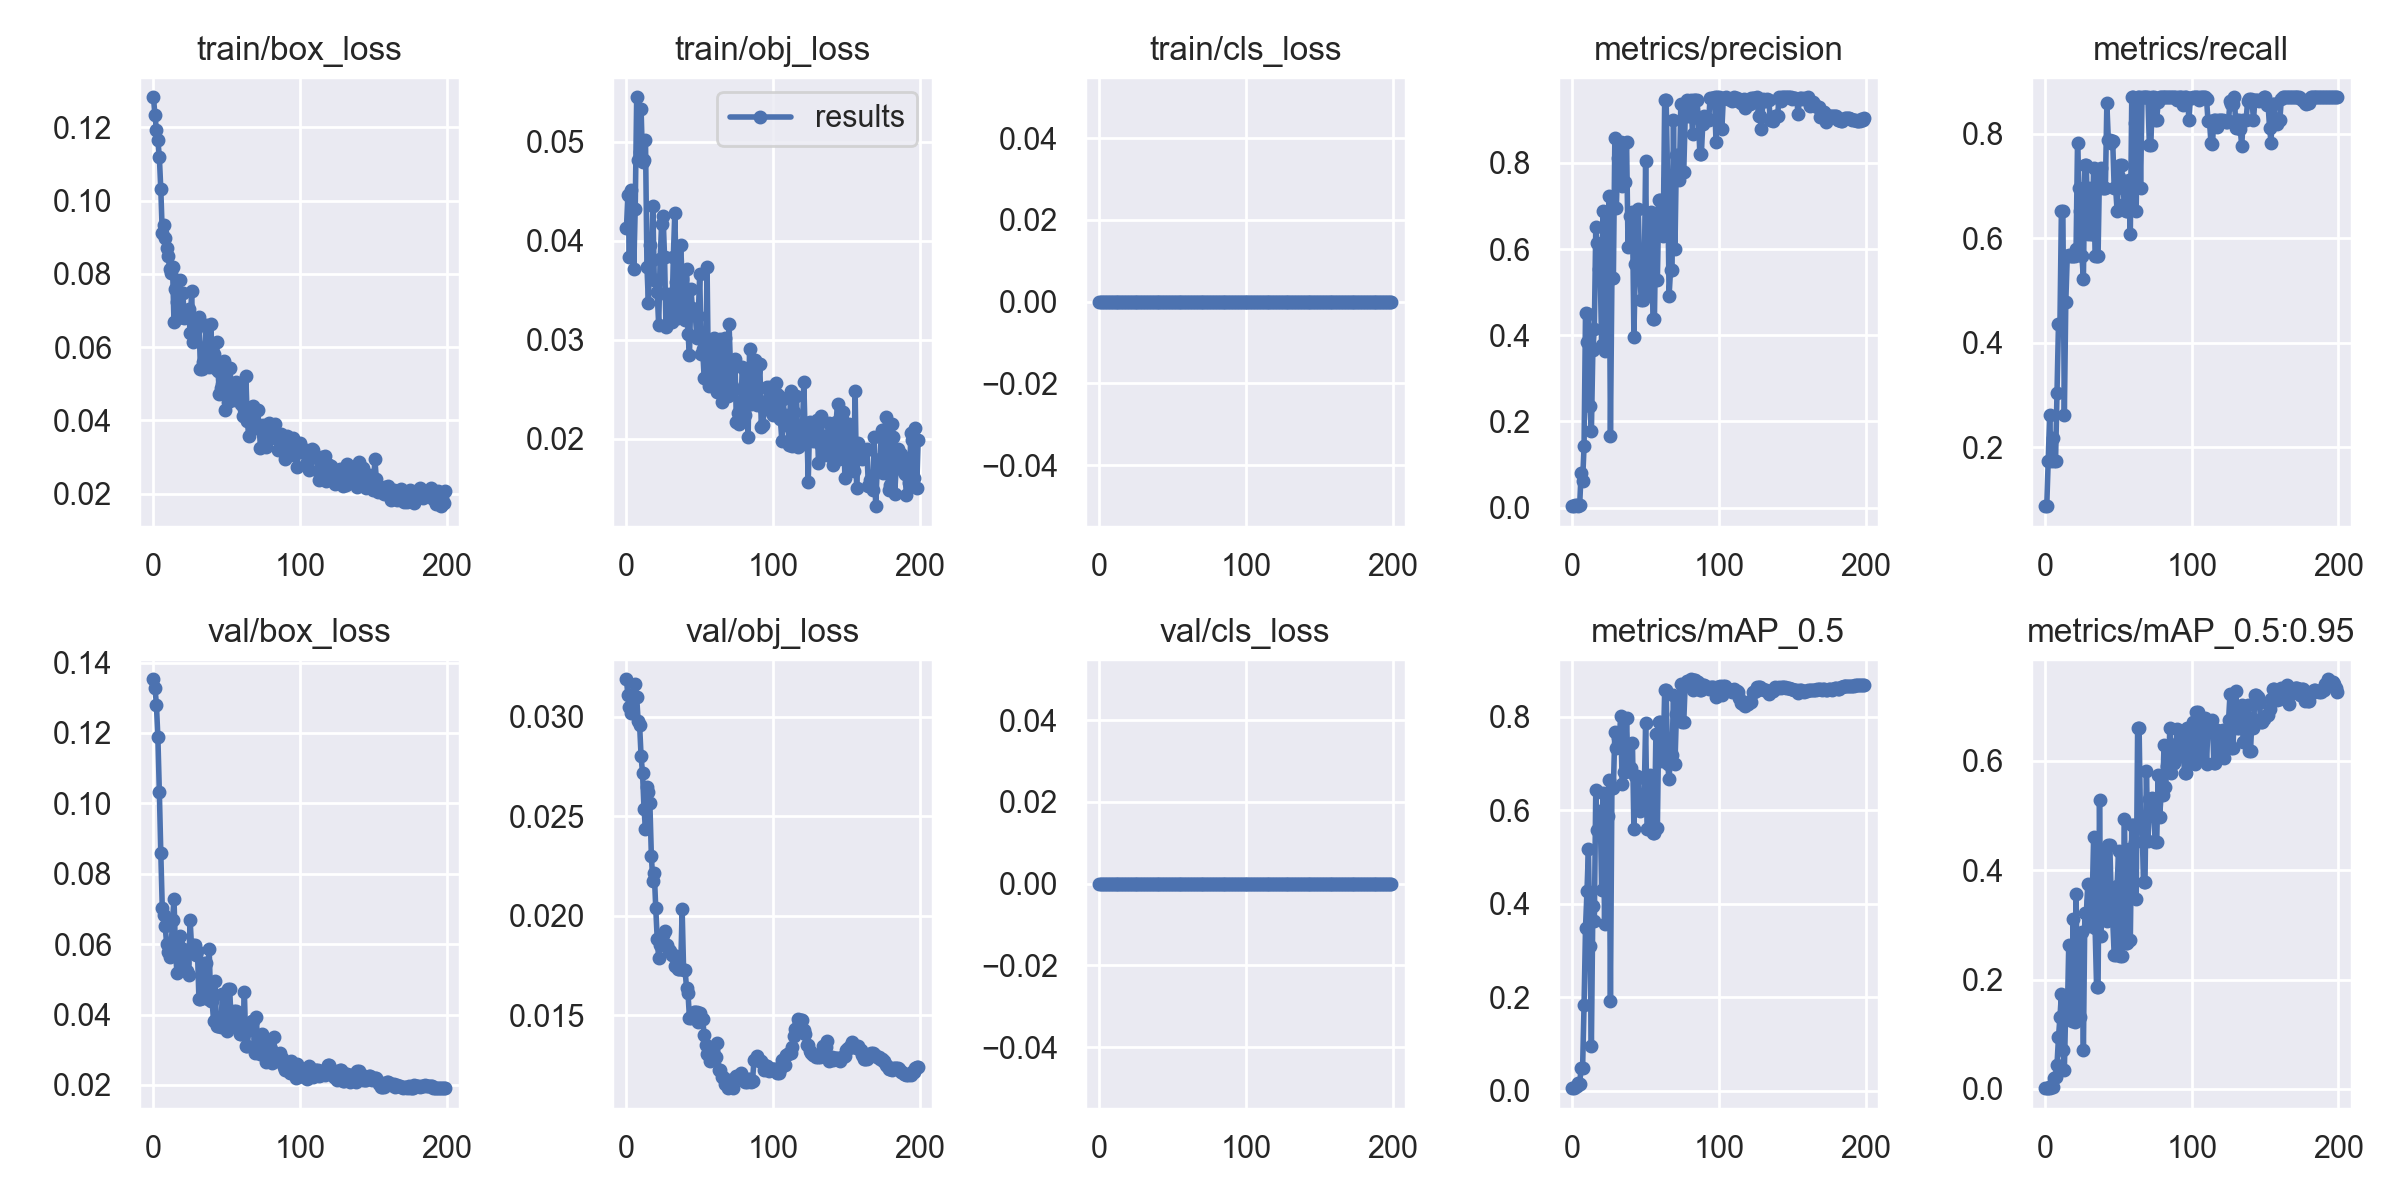 train/box_loss
0.12
0.10
0.08
0.06
0.04
0.02
0 100 200
train/obj_loss
results
0.05
0.04
0.03
0.02
0 100 200
train/cls_loss
0.04
0.02
0.00
−0.02
−0.04
0 100 200
metrics/precision
0.8
0.6
0.4
0.2
0.0
0 100 200
metrics/recall
0.8
0.6
0.4
0.2
0 100 200
val/box_loss
0.14
0.12
0.10
0.08
0.06
0.04
0.02
0 100 200
val/obj_loss
0.030
0.025
0.020
0.015
0 100 200
val/cls_loss
0.04
0.02
0.00
−0.02
−0.04
0 100 200
metrics/mAP_0.5
0.8
0.6
0.4
0.2
0.0
0 100 200
metrics/mAP_0.5:0.95
0.6
0.4
0.2
0.0
0 100 200